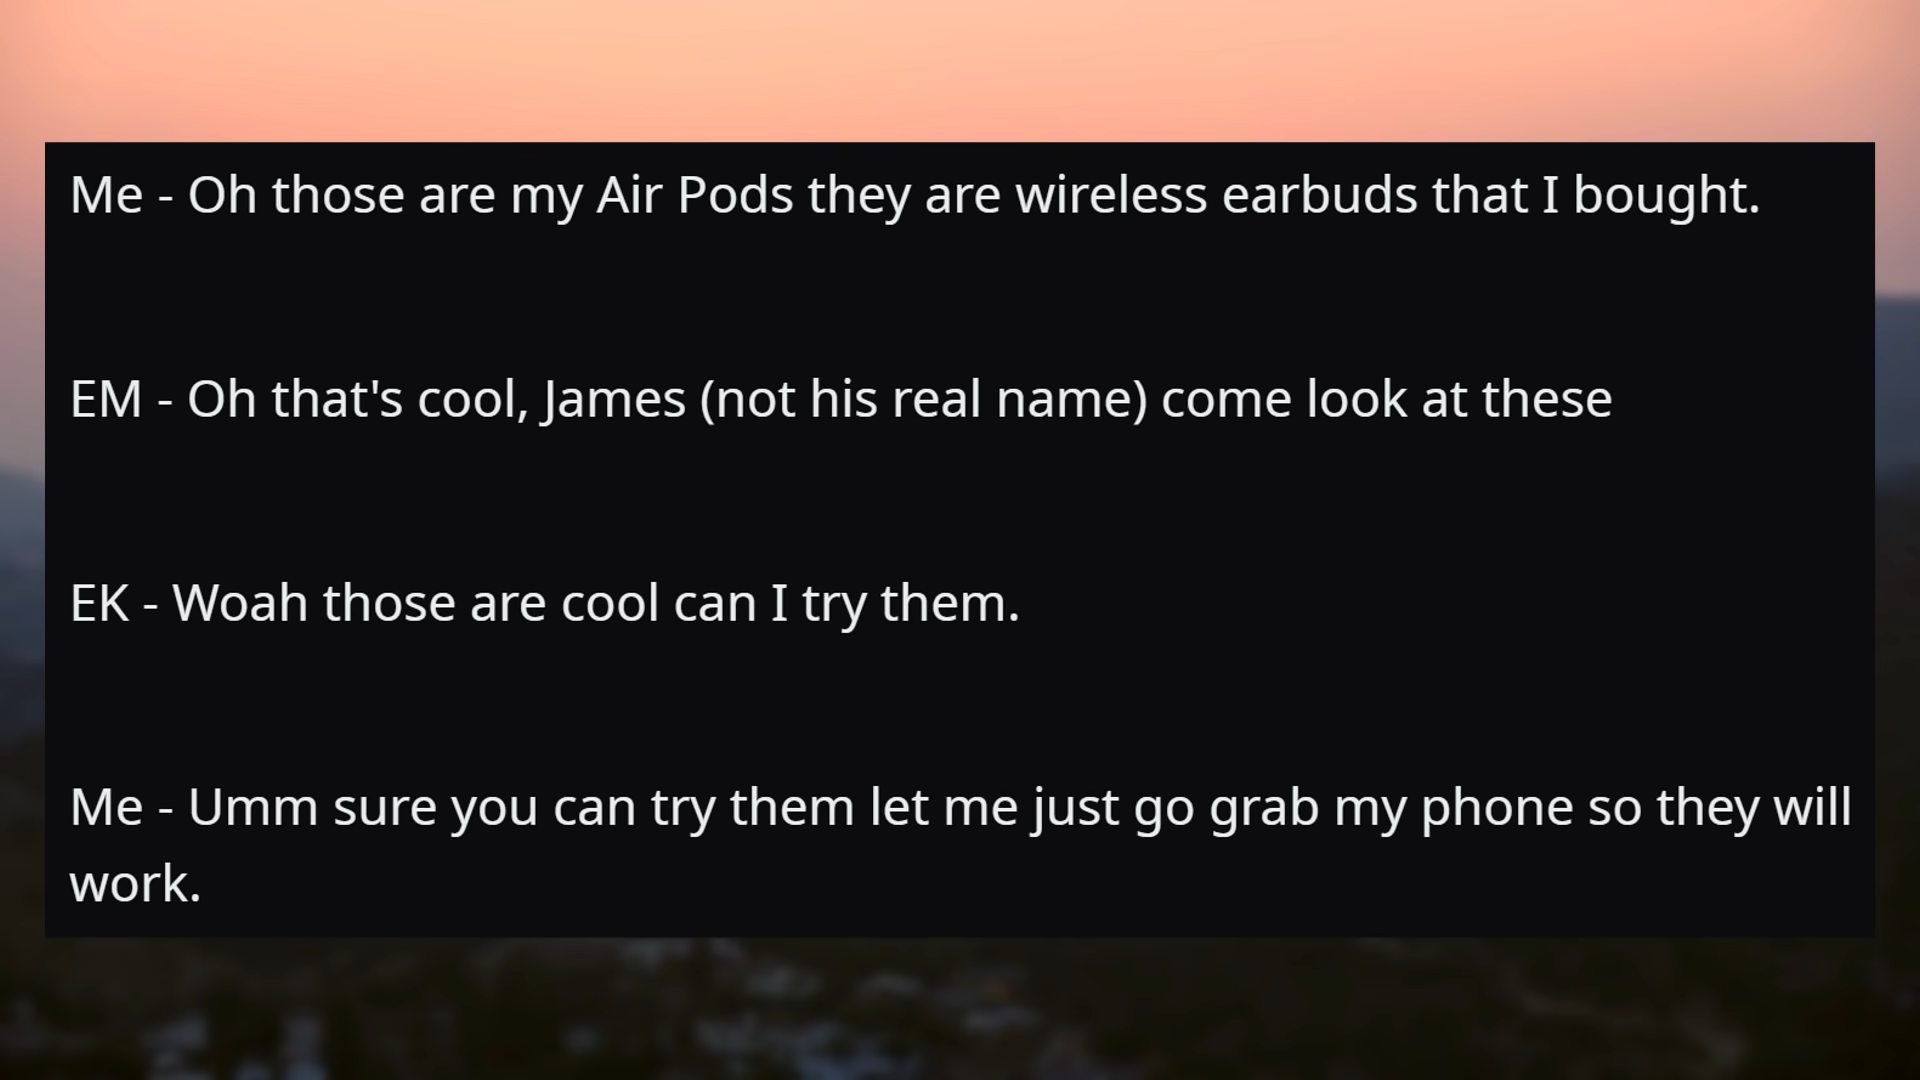 Me - Oh those are my Air Pods they are wireless earbuds that I bought.
EM - Oh that's cool, James (not his real name) come look at these
EK - Woah those are cool can I try them.
Me - Umm sure you can try them let me just go grab my phone so they will
work.